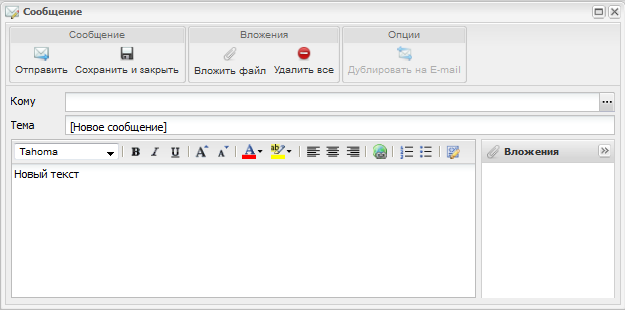 Сообщение
Сообщение Вложения Опции
Отправить Сохранить и закрыть Вложить файл Удалить все Дублировать на E-mail
Кому ...
Тема [Новое сообщение]
Tahoma B I U A A A ab Вложения
Новый текст